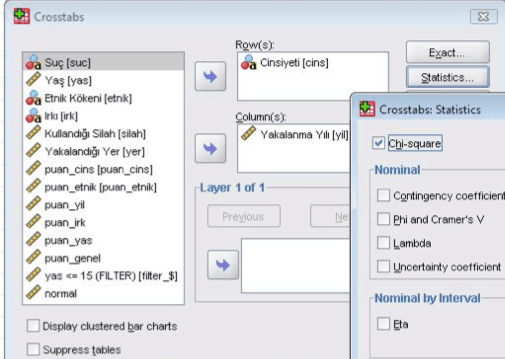 Crosstabs
Row(s):
Suç [suc]
Yaş [yas]
Etnik Kökeni [etnik]
Irkı [irk]
Kullandığı Silah [silah]
Yakalandığı Yer [yer]
puan_cins [puan_cins]
puan_etnik [puan_etnik]
puan_yil
puan_irk
puan_yas
puan_genel
yas <= 15 (FILTER) [filter_$]
normal
Cinsiyeti [cins]
Column(s):
Yakalanma Yılı [yil]
Layer 1 of 1
Previous
Display clustered bar charts
Suppress tables
Exact...
Statistics...
Crosstabs: Statistics
Chi-square
Nominal
Contingency coefficient
Phi and Cramer's V
Lambda
Uncertainty coefficient
Nominal by Interval
Eta